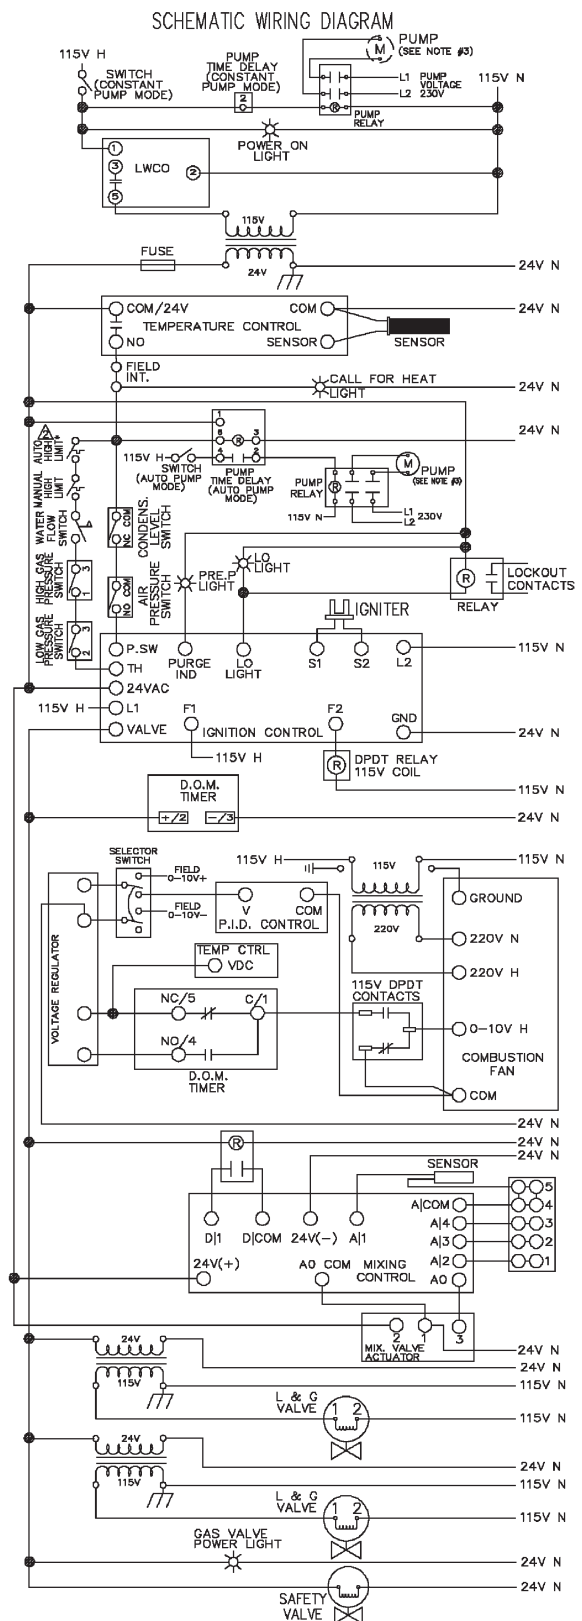 SCHEMATIC WIRING DIAGRAM
115V H
SWITCH
(CONSTANT
PUMP MODE)
PUMP
TIME DELAY
(CONSTANT
PUMP MODE)
2
M
PUMP
(SEE NOTE #3)
L1 PUMP
VOLTAGE
L2 230V
R
PUMP
RELAY
115V N
POWER ON
LIGHT
1
3
5
LWCO
2
115V
24V
FUSE
24V N
COM/24V
COM
24V N
TEMPERATURE CONTROL
NO
SENSOR
SENSOR
FIELD
INT.
CALL FOR HEAT
LIGHT
24V N
1
6
R
3
4
2
24V N
2
AUTO
HIGH
LIMIT*
115V H
SWITCH
(AUTO PUMP
MODE)
PUMP
TIME DELAY
(AUTO PUMP
MODE)
PUMP
RELAY
R
M
PUMP
(SEE NOTE #3)
115V N
L1
L2
230V
MANUAL
HIGH
LIMIT
WATER
FLOW
SWITCH
NC COM
CONDENS.
LEVEL
SWITCH
HIGH GAS
PRESSURE
SWITCH
3
1
NO COM
AIR
PRESSURE
SWITCH
PRE.P
LIGHT
LO
LIGHT
R
RELAY
LOCKOUT
CONTACTS
LOW GAS
PRESSURE
SWITCH
3
2
IGNITER
P.SW
PURGE
IND
LO
LIGHT
S1
S2
L2
115V N
TH
24VAC
115V H
L1
VALVE
F1
IGNITION CONTROL
F2
GND
24V N
115V H
R
DPDT RELAY
115V COIL
115V N
D.O.M.
TIMER
+/2
-/3
24V N
SELECTOR
SWITCH
FIELD
0-10V+
FIELD
0-10V-
115V H
115V
220V
115V N
VOLTAGE REGULATOR
V
COM
P.I.D. CONTROL
GROUND
220V N
220V H
TEMP CTRL
VDC
NC/5
C/1
NO/4
D.O.M.
TIMER
115V DPDT
CONTACTS
0-10V H
COMBUSTION
FAN
COM
24V N
R
24V N
24V N
SENSOR
D|1
D|COM
24V(-)
A|1
A|COM
A|4
A|3
A|2
5
4
3
2
1
24V(+)
A0 COM
MIXING
CONTROL
A0
2
1
3
MIX. VALVE
ACTUATOR
24V N
24V
24V N
115V
115V N
L & G
VALVE
1 2
115V N
24V
24V N
115V
115V N
L & G
VALVE
1 2
115V N
GAS VALVE
POWER LIGHT
24V N
24V N
SAFETY
VALVE